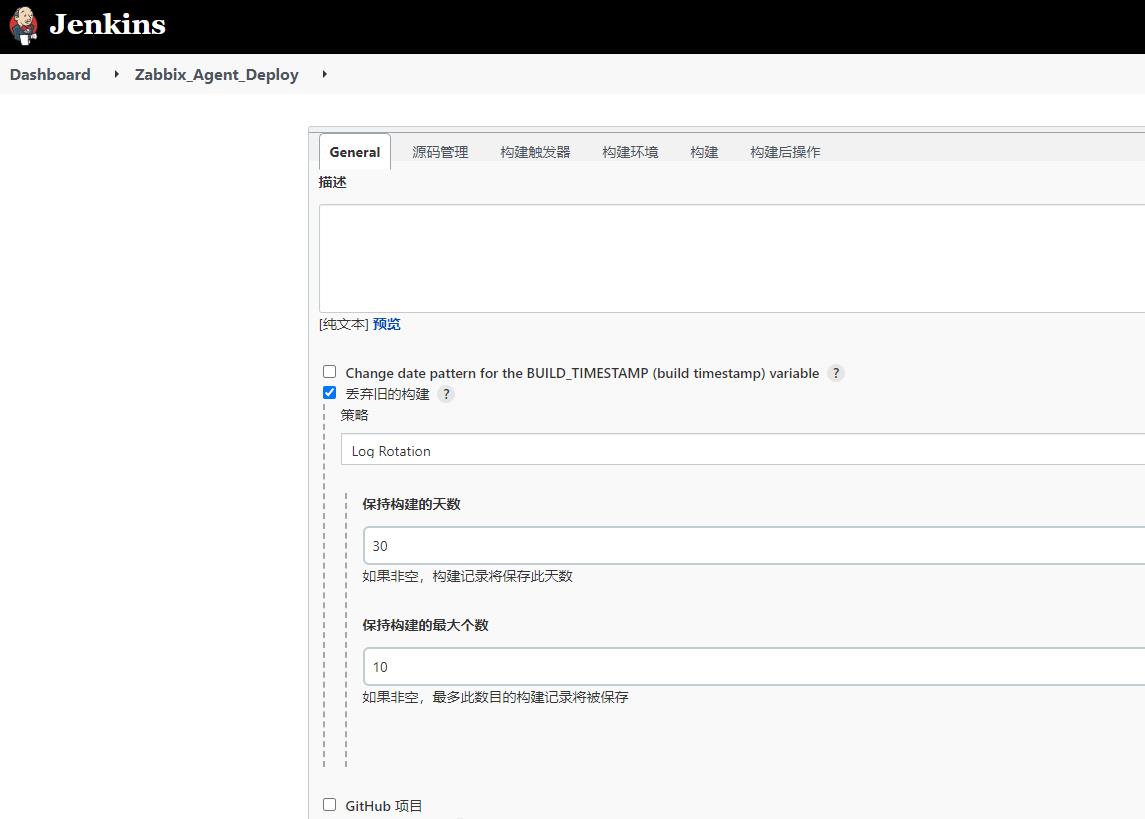 Jenkins
Dashboard Zabbix_Agent_Deploy
General 源码管理 构建触发器 构建环境 构建 构建后操作
描述
[纯文本] 预览
Change date pattern for the BUILD_TIMESTAMP (build timestamp) variable ?
丢弃旧的构建 ?
策略
Log Rotation
保持构建的天数
30
如果非空，构建记录将保存此天数
保持构建的最大个数
10
如果非空，最多此数目的构建记录将被保存
GitHub 项目